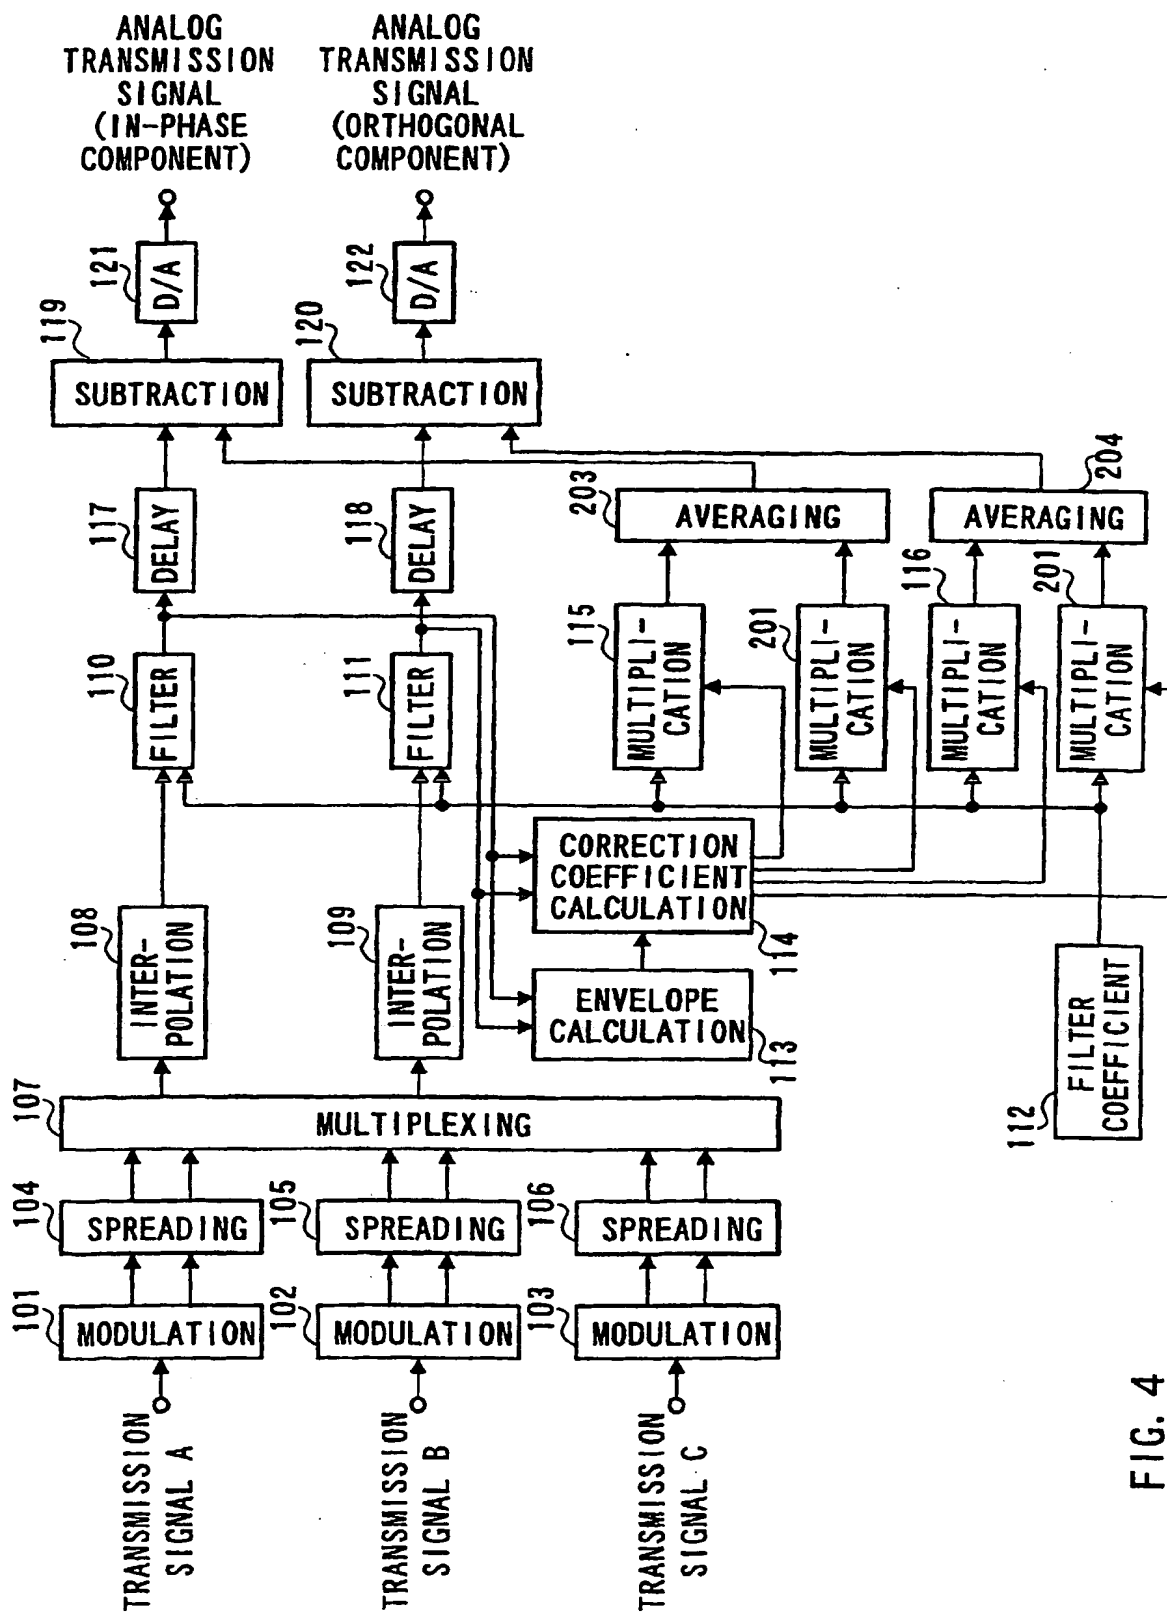 TRANSMISSION
SIGNAL A
101
MODULATION
104
SPREADING
TRANSMISSION
SIGNAL B
102
MODULATION
105
SPREADING
TRANSMISSION
SIGNAL C
103
MODULATION
106
SPREADING
107
MULTIPLEXING
108
INTER-
POLATION
110
FILTER
117
DELAY
119
SUBTRACTION
121
D/A
ANALOG
TRANSMISSION
SIGNAL
(IN-PHASE
COMPONENT)
109
INTER-
POLATION
111
FILTER
118
DELAY
120
SUBTRACTION
122
D/A
ANALOG
TRANSMISSION
SIGNAL
(ORTHOGONAL
COMPONENT)
ENVELOPE
CALCULATION
113
CORRECTION
COEFFICIENT
CALCULATION
114
115
MULTIPLI-
CATION
201
MULTIPLI-
CATION
203
AVERAGING
116
MULTIPLI-
CATION
201
MULTIPLI-
CATION
AVERAGING
204
112
FILTER
COEFFICIENT
FIG. 4